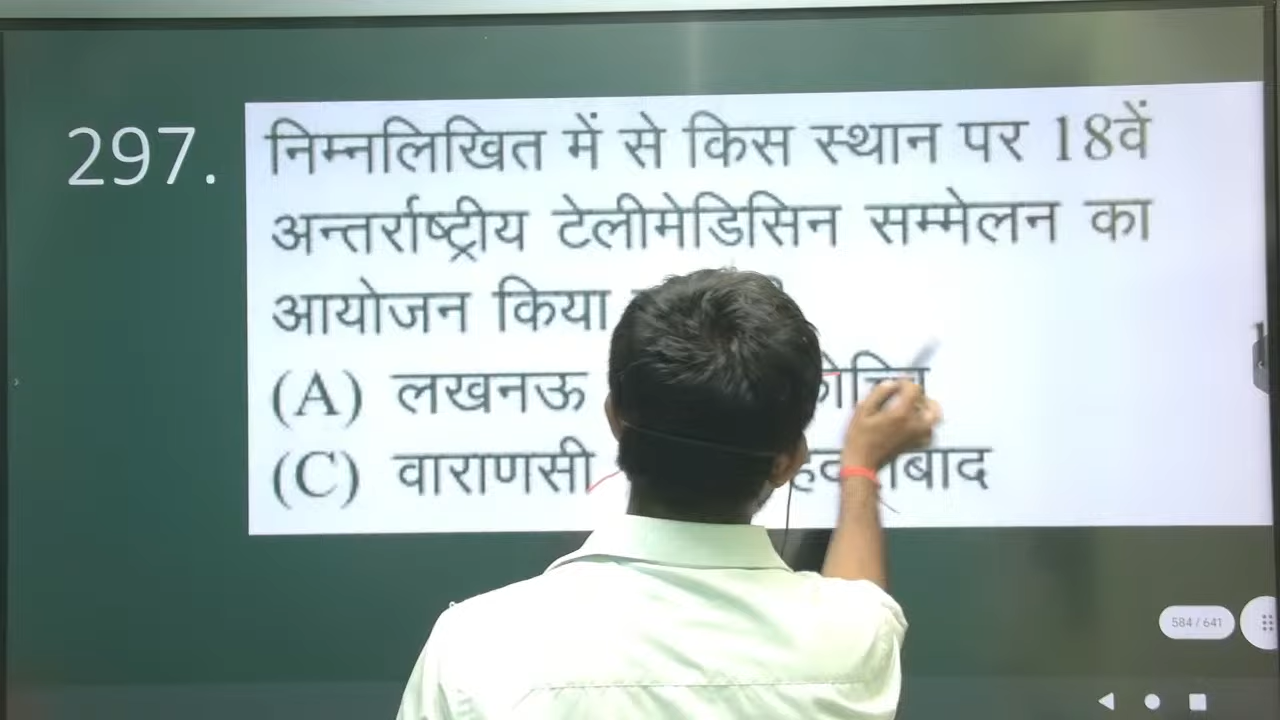 297.
निम्नलिखित में से किस स्थान पर 18वें
अन्तर्राष्ट्रीय टेलीमेडिसिन सम्मेलन का
आयोजन किया
(A) लखनऊ
(C) वाराणसी
584 / 641